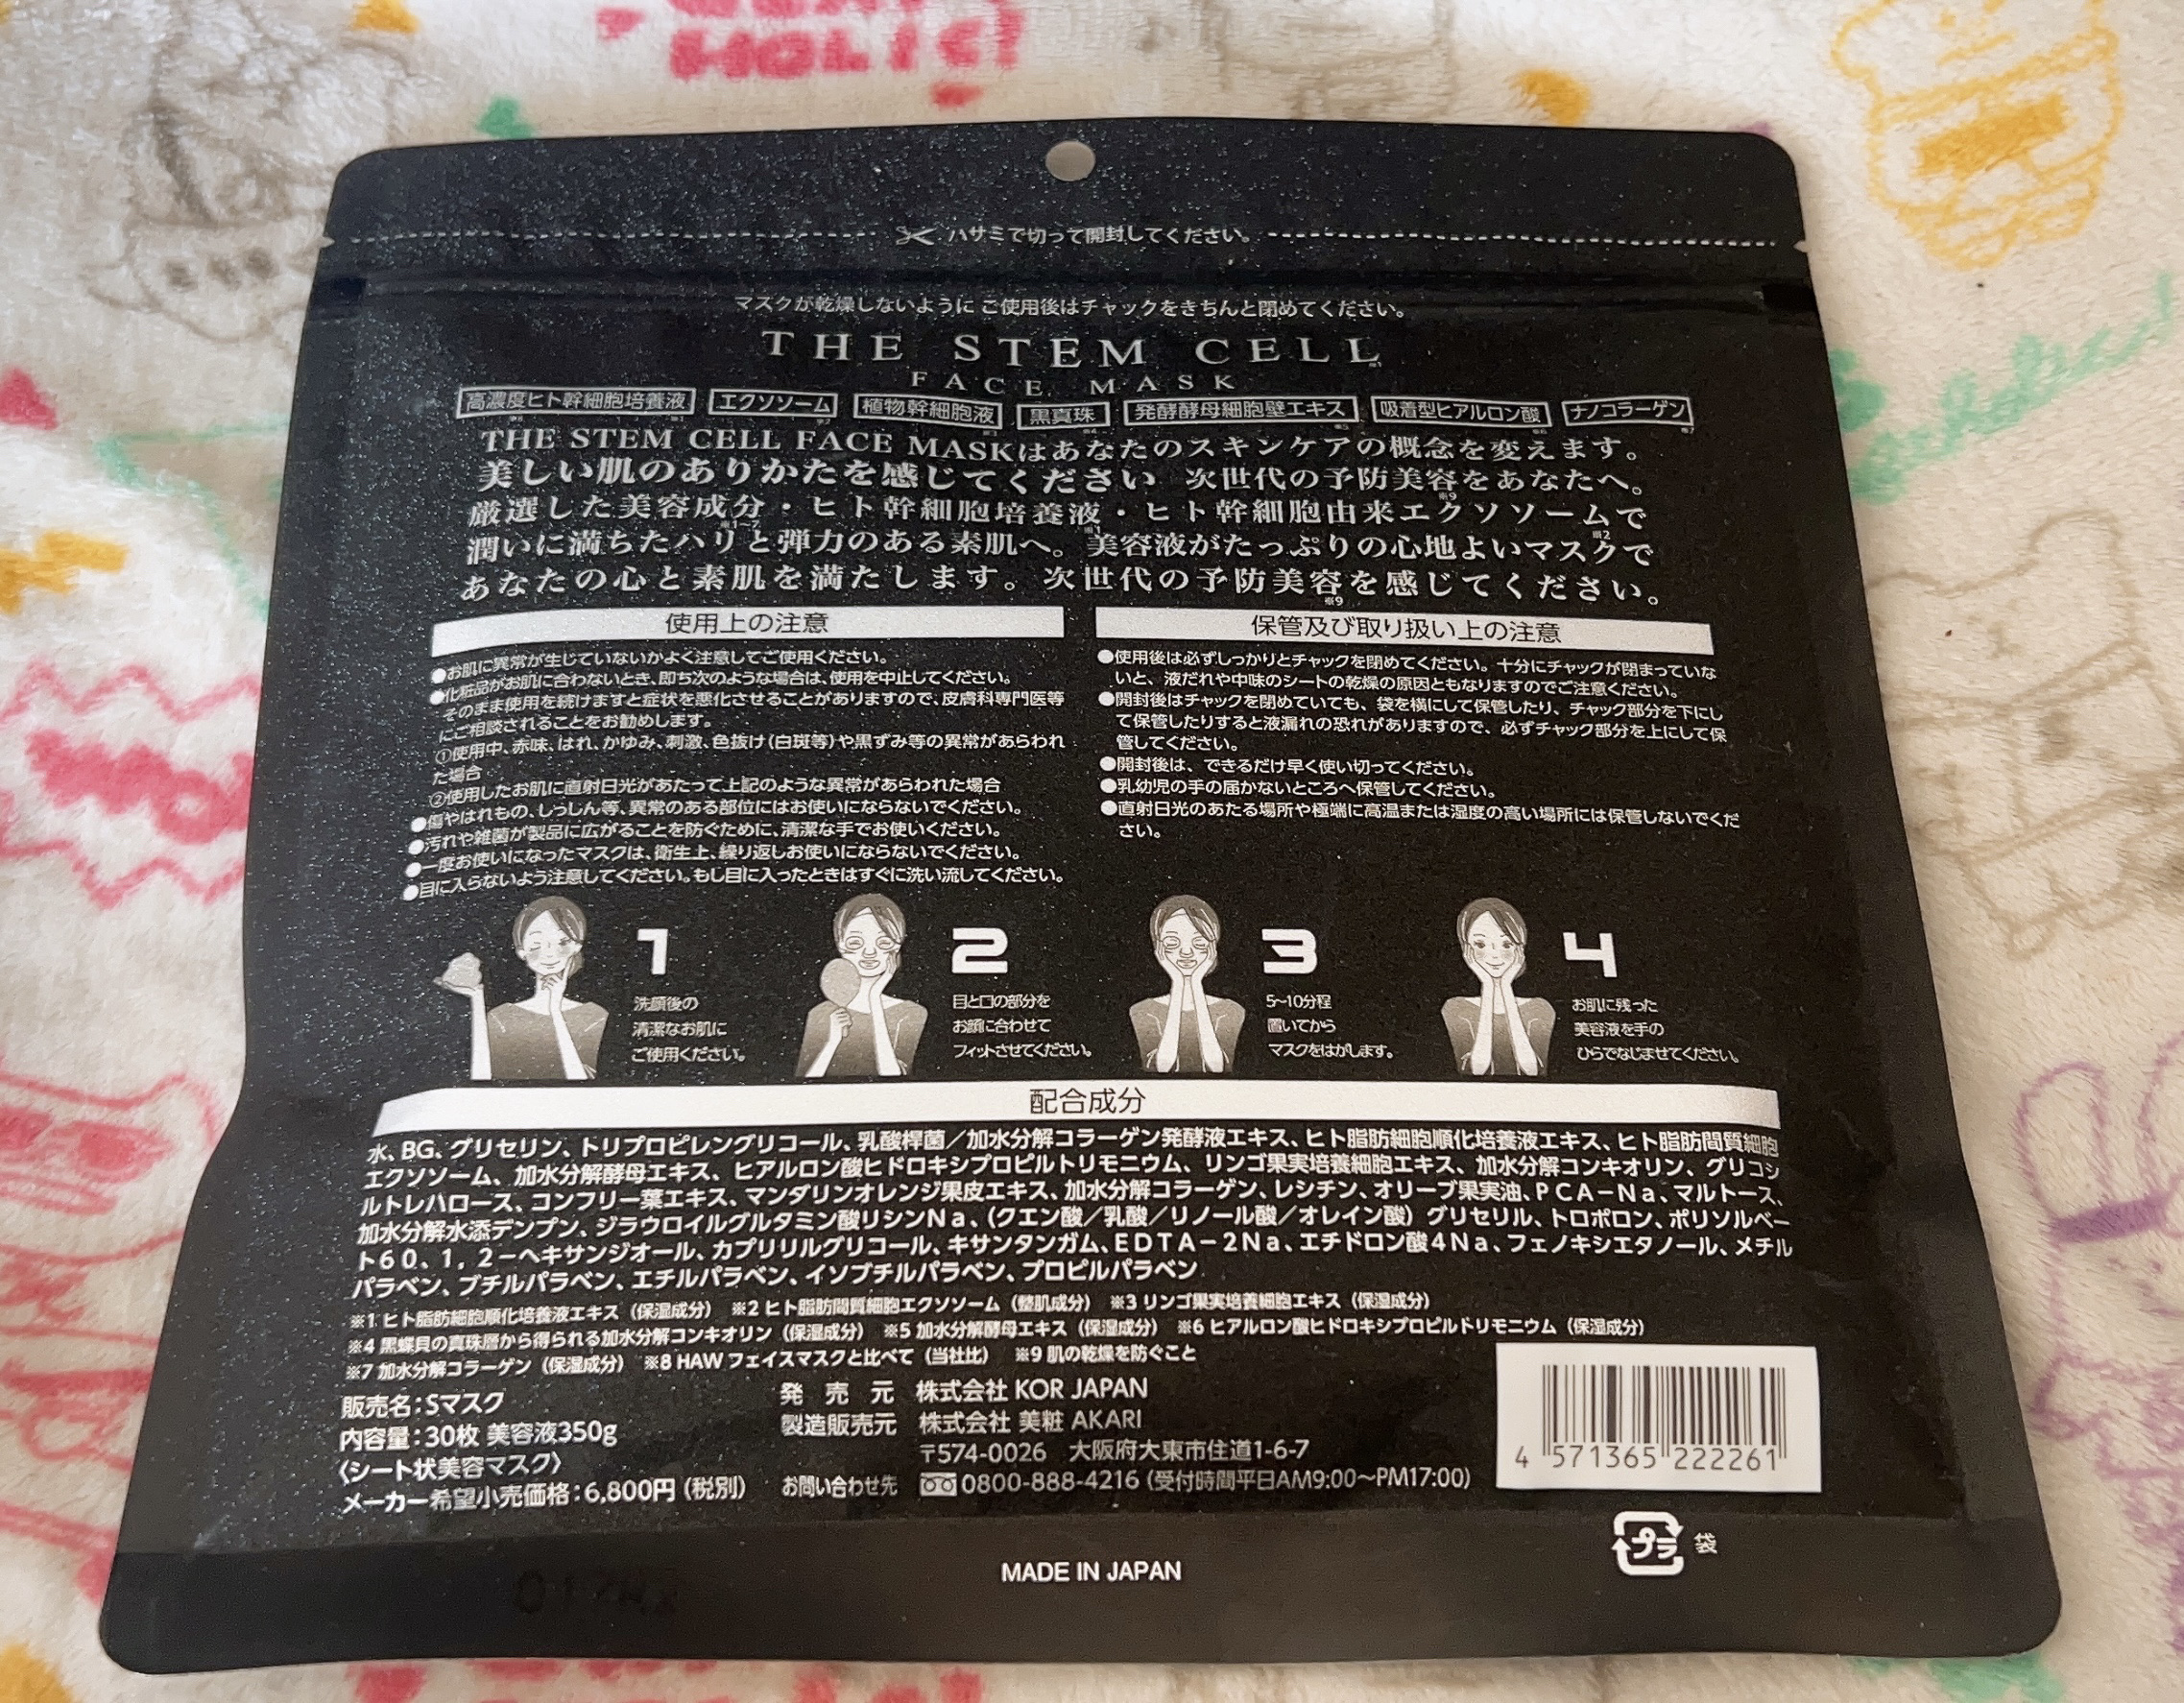 ハサミで切って開封してください。
マスクが乾燥しないように ご使用後はチャックをきちんと閉めてください。
THE STEM CELL
FACE MASK
高濃度ヒト幹細胞培養液 エクソソーム 植物幹細胞液 黒真珠 発酵酵母細胞壁エキス 吸着型ヒアルロン酸 ナノコラーゲン
THE STEM CELL FACE MASKはあなたのスキンケアの概念を変えます。
美しい肌のありかたを感じてください 次世代の予防美容をあなたへ。
※9
厳選した美容成分・ヒト幹細胞培養液・ヒト幹細胞由来エクソソームで
※1~7 ※1 ※2
潤いに満ちたハリと弾力のある素肌へ。美容液がたっぷりの心地よいマスクで
あなたの心と素肌を満たします。次世代の予防美容を感じてください。
※9
使用上の注意
●お肌に異常が生じていないかよく注意してご使用ください。
●化粧品がお肌に合わないとき、即ち次のような場合は、使用を中止してください。
そのまま使用を続けますと症状を悪化させることがありますので、皮膚科専門医等
にご相談されることをお勧めします。
①使用中、赤味、はれ、かゆみ、刺激、色抜け(白斑等)や黒ずみ等の異常があらわれ
た場合
②使用したお肌に直射日光があたって上記のような異常があらわれた場合
●傷やはれもの、しっしん等、異常のある部位にはお使いにならないでください。
●汚れや雑菌が製品に広がることを防ぐために、清潔な手でお使いください。
●一度お使いになったマスクは、衛生上、繰り返しお使いにならないでください。
●目に入らないよう注意してください。もし目に入ったときはすぐに洗い流してください。
保管及び取り扱い上の注意
●使用後は必ずしっかりとチャックを閉めてください。十分にチャックが閉まっていな
いと、液だれや中味のシートの乾燥の原因ともなりますのでご注意ください。
●開封後はチャックを閉めていても、袋を横にして保管したり、チャック部分を下にし
て保管したりすると液漏れの恐れがありますので、必ずチャック部分を上にして保
管してください。
●開封後は、できるだけ早く使い切ってください。
●乳幼児の手の届かないところへ保管してください。
●直射日光のあたる場所や極端に高温または湿度の高い場所には保管しないでくだ
さい。
1
洗顔後の
清潔なお肌に
ご使用ください。
2
目と口の部分を
お顔に合わせて
フィットさせてください。
3
5~10分程
置いてから
マスクをはがします。
4
お肌に残った
美容液を手の
ひらでなじませてください。
配合成分
水、BG、グリセリン、トリプロピレングリコール、乳酸桿菌/加水分解コラーゲン発酵液エキス、ヒト脂肪細胞順化培養液エキス、ヒト脂肪間質細胞
エクソソーム、加水分解酵母エキス、ヒアルロン酸ヒドロキシプロピルトリモニウム、リンゴ果実培養細胞エキス、加水分解コンキオリン、グリコシ
ルトレハロース、コンフリー葉エキス、マンダリンオレンジ果皮エキス、加水分解コラーゲン、レシチン、オリーブ果実油、PCA-Na、マルトース、
加水分解水添デンプン、ジラウロイルグルタミン酸リシンNa、(クエン酸/乳酸/リノール酸/オレイン酸)グリセリル、トロポロン、ポリソルベー
ト60、1,2-ヘキサンジオール、カプリリルグリコール、キサンタンガム、EDTA-2Na、エチドロン酸4Na、フェノキシエタノール、メチル
パラベン、ブチルパラベン、エチルパラベン、イソブチルパラベン、プロピルパラベン
※1 ヒト脂肪細胞順化培養液エキス(保湿成分) ※2 ヒト脂肪間質細胞エクソソーム(整肌成分) ※3 リンゴ果実培養細胞エキス(保湿成分)
※4 黒蝶貝の真珠層から得られる加水分解コンキオリン(保湿成分) ※5 加水分解酵母エキス(保湿成分) ※6 ヒアルロン酸ヒドロキシプロピルトリモニウム(保湿成分)
※7 加水分解コラーゲン(保湿成分) ※8 HAW フェイスマスクと比べて(当社比) ※9 肌の乾燥を防ぐこと
販売名:Sマスク
内容量:30枚 美容液350g
〈シート状美容マスク〉
メーカー希望小売価格:6,800円(税別)
発売元 株式会社 KOR JAPAN
製造販売元 株式会社 美粧 AKARI
〒574-0026 大阪府大東市住道1-6-7
お問い合わせ先 0800-888-4216 (受付時間平日AM9:00~PM17:00)
4 571365 222261
プラ 袋
MADE IN JAPAN